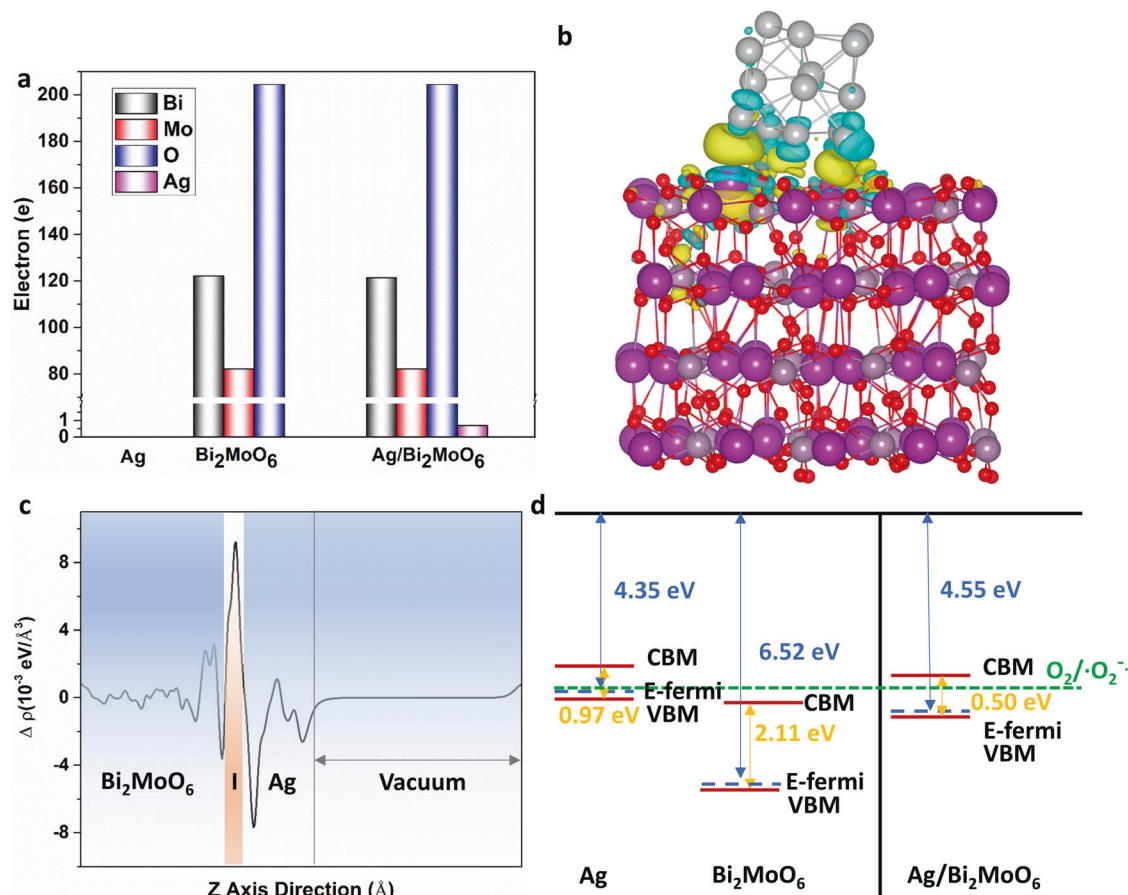 a
Electron (e)
200
180
160
140
120
100
80
1
0
Bi
Mo
O
Ag
Ag
Bi₂MoO₆
Ag/Bi₂MoO₆
b
c
Δ ρ(10⁻³ eV/Å³)
8
4
0
-4
-8
Bi₂MoO₆
I
Ag
Vacuum
Z Axis Direction (Å)
d
4.35 eV
6.52 eV
4.55 eV
CBM
E-fermi
VBM
0.97 eV
CBM
2.11 eV
E-fermi
VBM
CBM
O₂/·O₂⁻·
0.50 eV
E-fermi
VBM
Ag
Bi₂MoO₆
Ag/Bi₂MoO₆